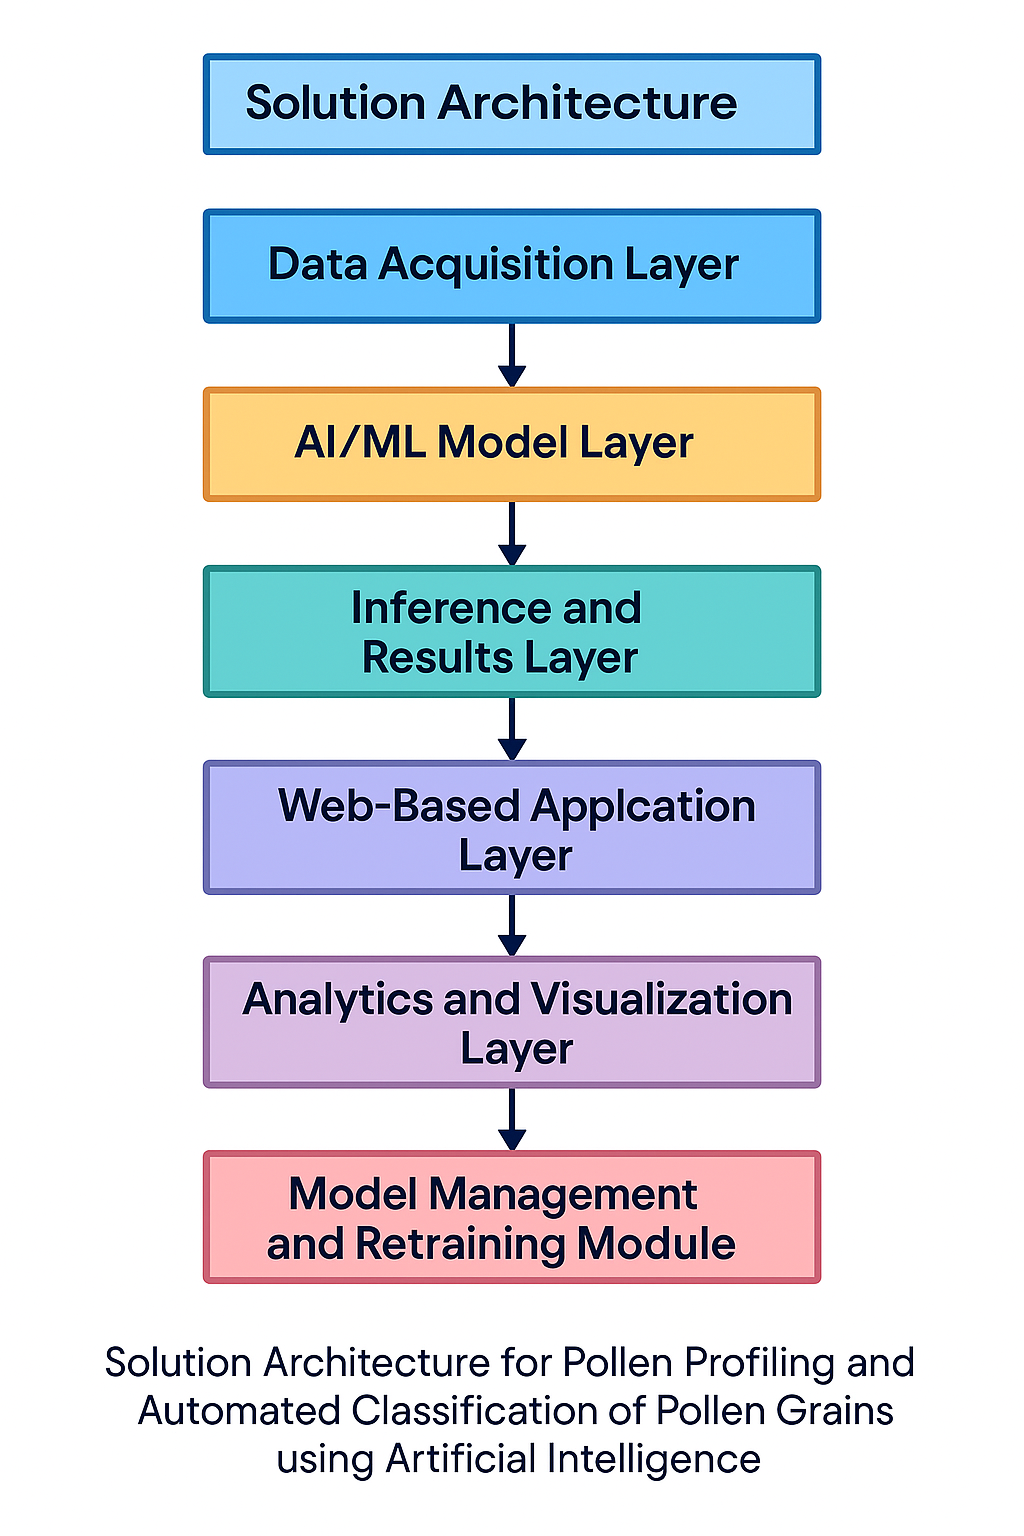 Solution Architecture
Data Acquisition Layer
AI/ML Model Layer
Inference and
Results Layer
Web-Based Applcation
Layer
Analytics and Visualization
Layer
Model Management
and Retraining Module
Solution Architecture for Pollen Profiling and
Automated Classification of Pollen Grains
using Artificial Intelligence